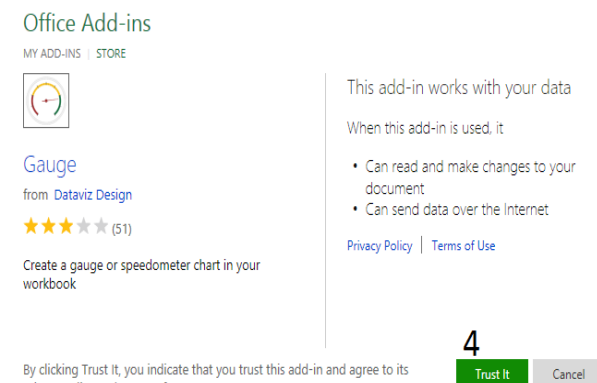 Office Add-ins
MY ADD-INS | STORE
Gauge
from Dataviz Design
(51)
Create a gauge or speedometer chart in your
workbook
This add-in works with your data
When this add-in is used, it
• Can read and make changes to your
document
• Can send data over the Internet
Privacy Policy | Terms of Use
4
By clicking Trust It, you indicate that you trust this add-in and agree to its
Trust It Cancel